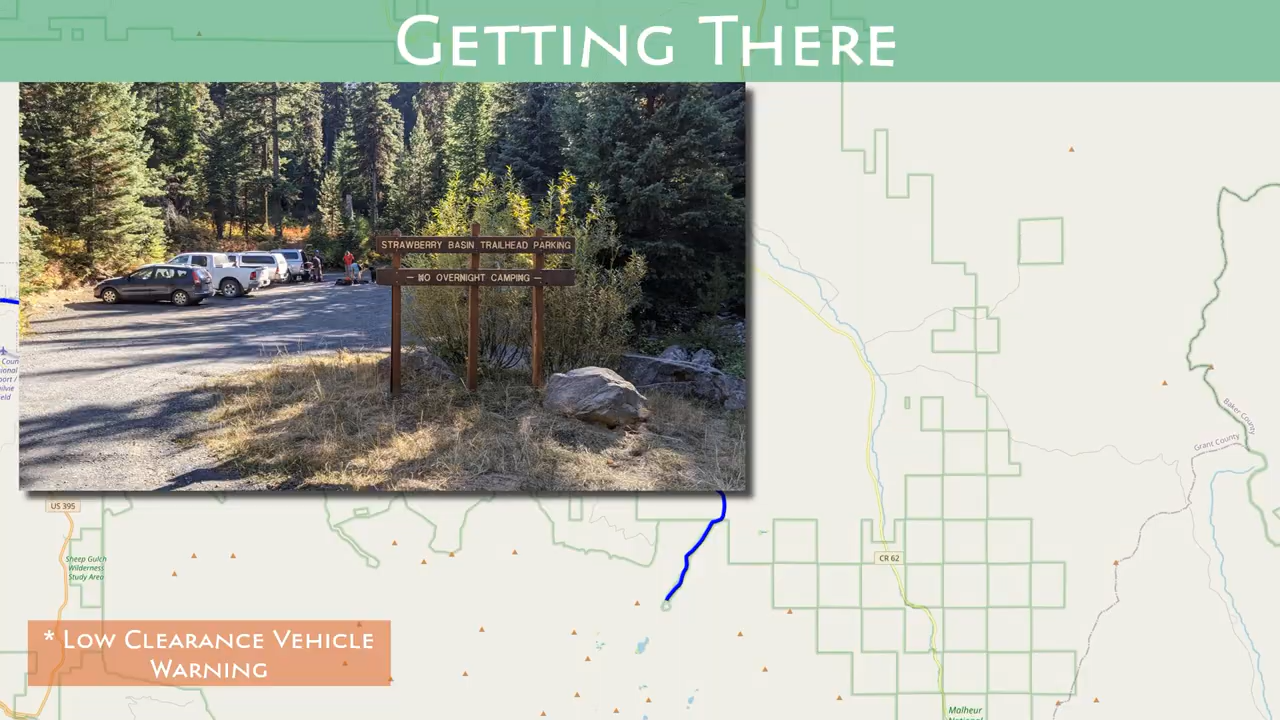 Getting There
STRAWBERRY BASIN TRAILHEAD PARKING
— NO OVERNIGHT CAMPING —
US 395
Sheep Gulch
Wilderness
Study Area
CR 62
Baker County
Grant County
* Low Clearance Vehicle
Warning
Malheur